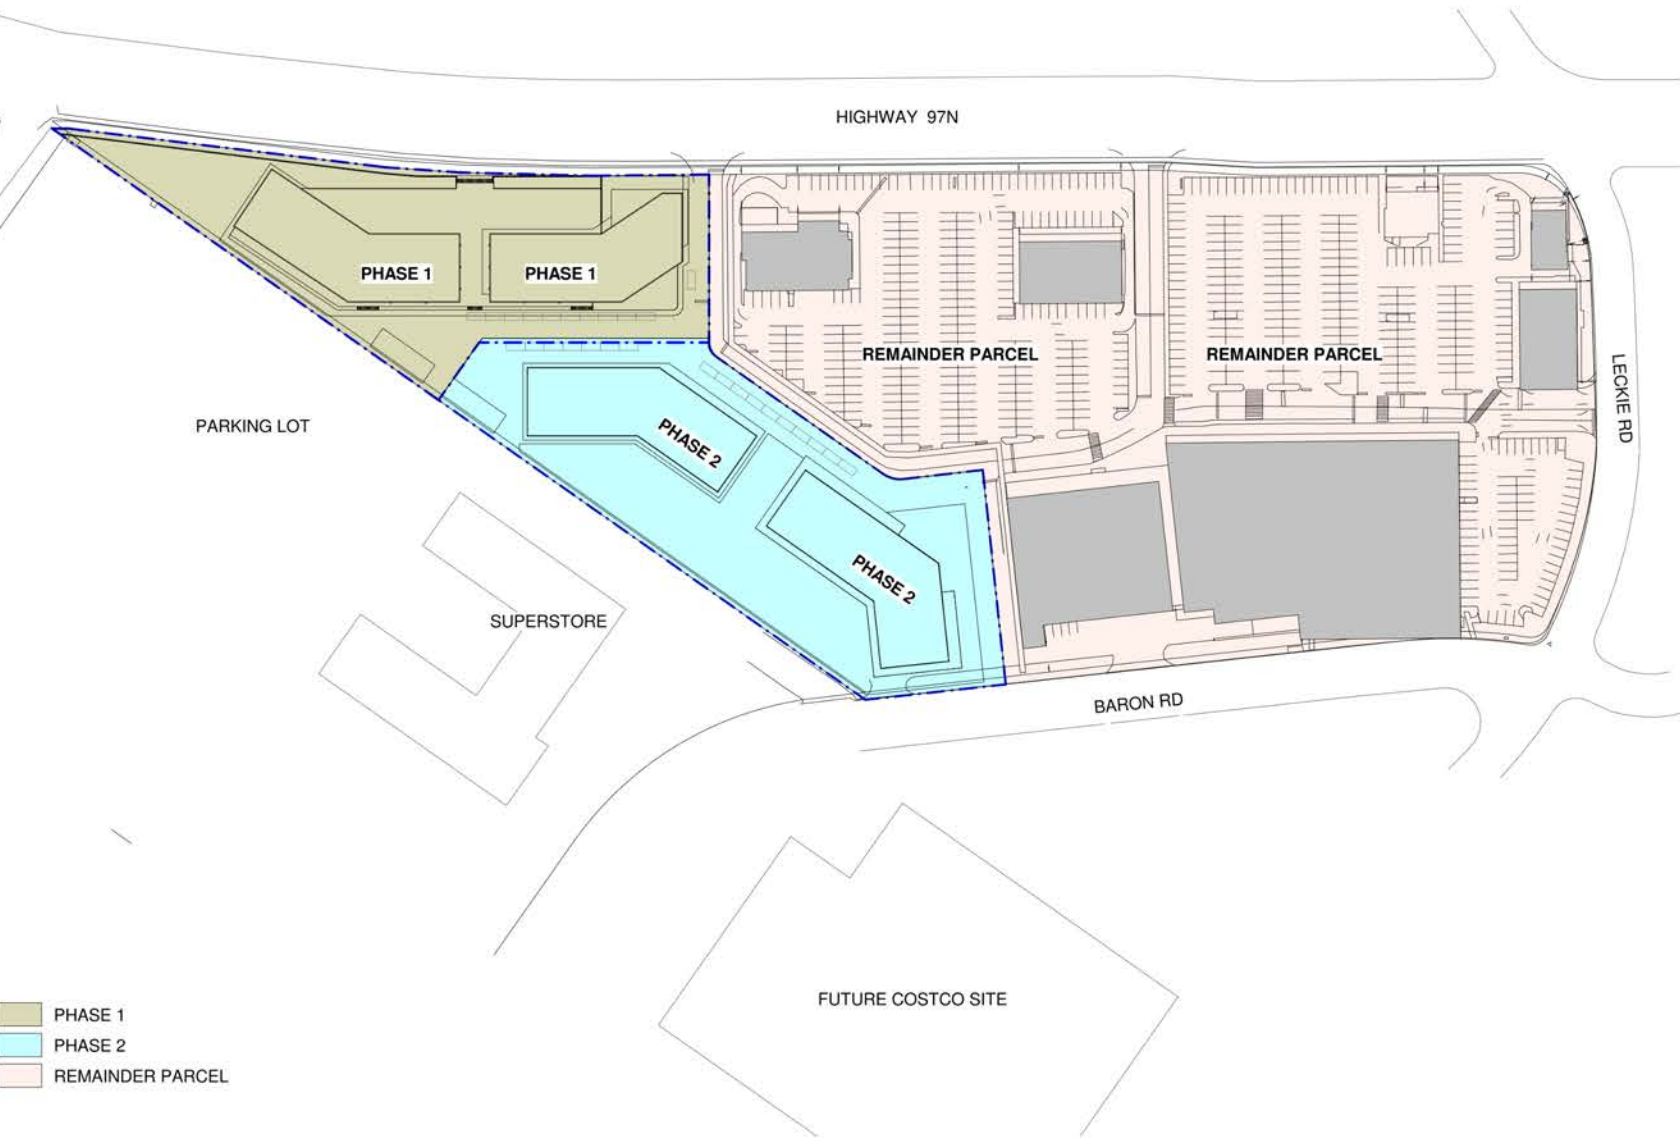 HIGHWAY 97N
PHASE 1
PHASE 1
REMAINDER PARCEL
REMAINDER PARCEL
LECKIE RD
PARKING LOT
PHASE 2
PHASE 2
SUPERSTORE
BARON RD
FUTURE COSTCO SITE
PHASE 1
PHASE 2
REMAINDER PARCEL